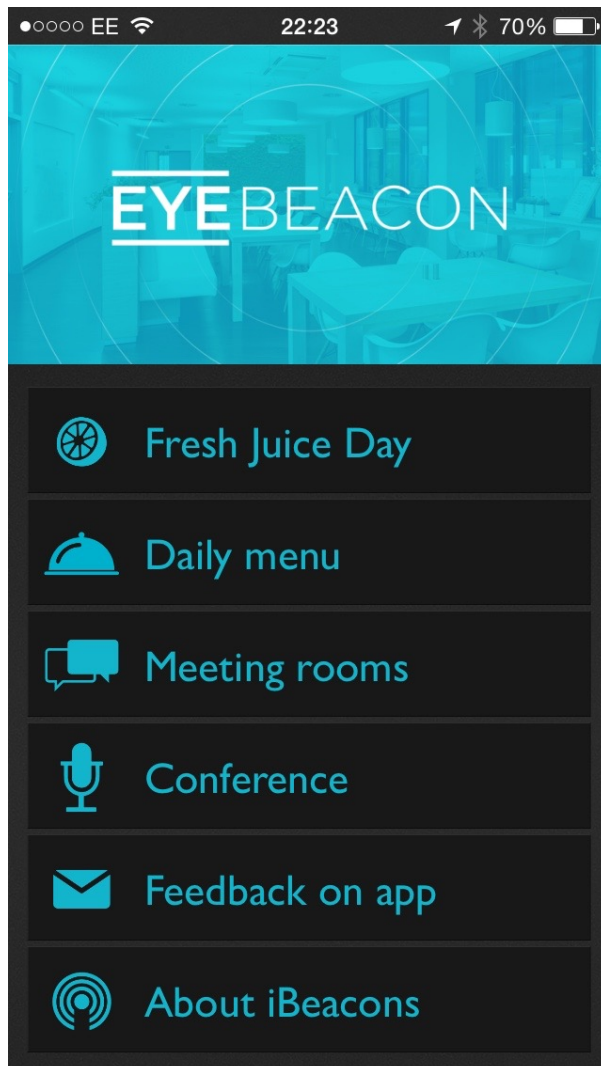 EE 22:23 70%
EYEBEACON
Fresh Juice Day
Daily menu
Meeting rooms
Conference
Feedback on app
About iBeacons